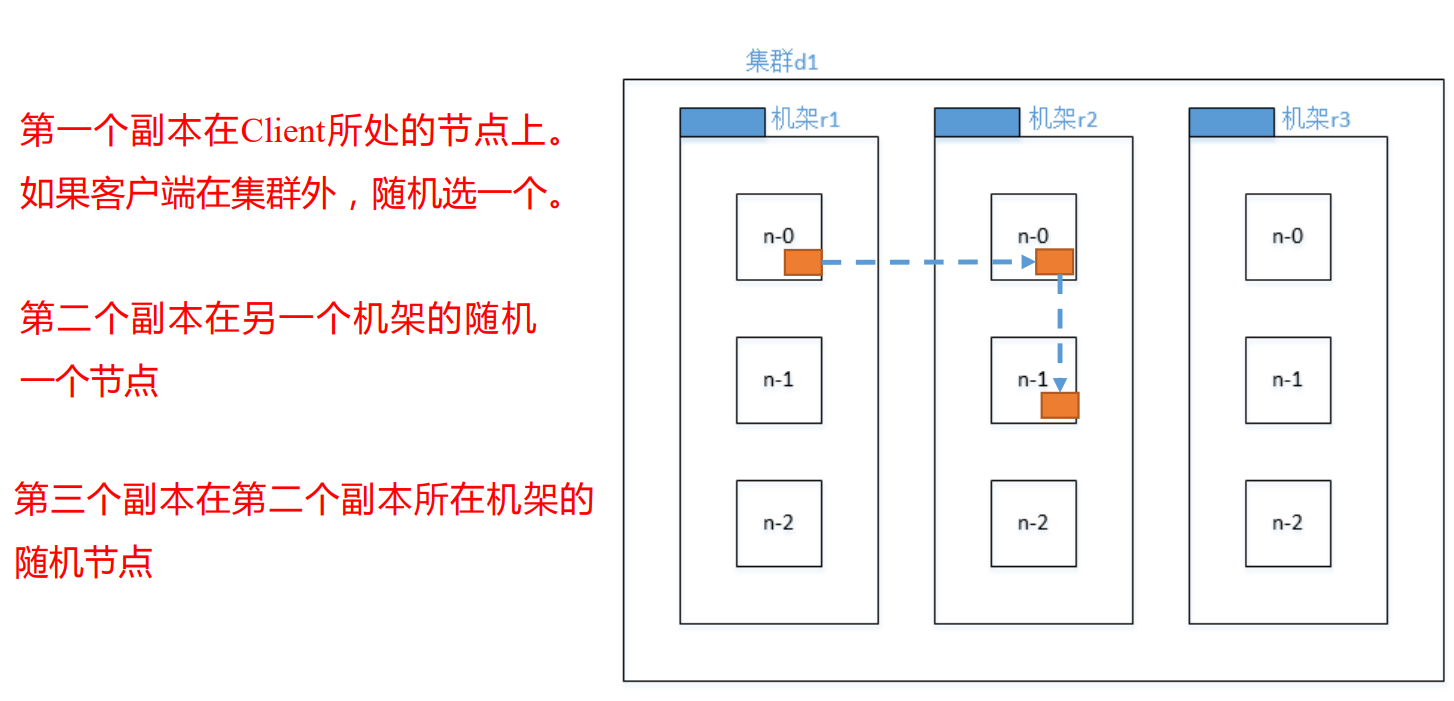 第一个副本在Client所处的节点上。
如果客户端在集群外，随机选一个。
第二个副本在另一个机架的随机
一个节点
第三个副本在第二个副本所在机架的
随机节点
集群d1
机架r1
机架r2
机架r3
n-0
n-0
n-0
n-1
n-1
n-1
n-2
n-2
n-2